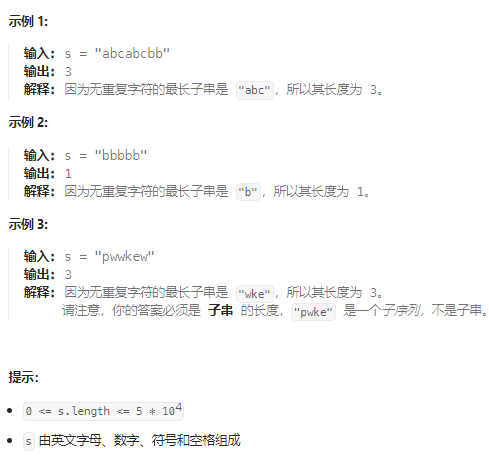 示例 1:
输入: s = "abcabcbb"
输出: 3
解释: 因为无重复字符的最长子串是 "abc"，所以其长度为 3。
示例 2:
输入: s = "bbbbb"
输出: 1
解释: 因为无重复字符的最长子串是 "b"，所以其长度为 1。
示例 3:
输入: s = "pwwkew"
输出: 3
解释: 因为无重复字符的最长子串是 "wke"，所以其长度为 3。
请注意，你的答案必须是 子串 的长度，"pwke" 是一个子序列，不是子串。
提示：
• 0 <= s.length <= 5 * 10⁴
• s 由英文字母、数字、符号和空格组成